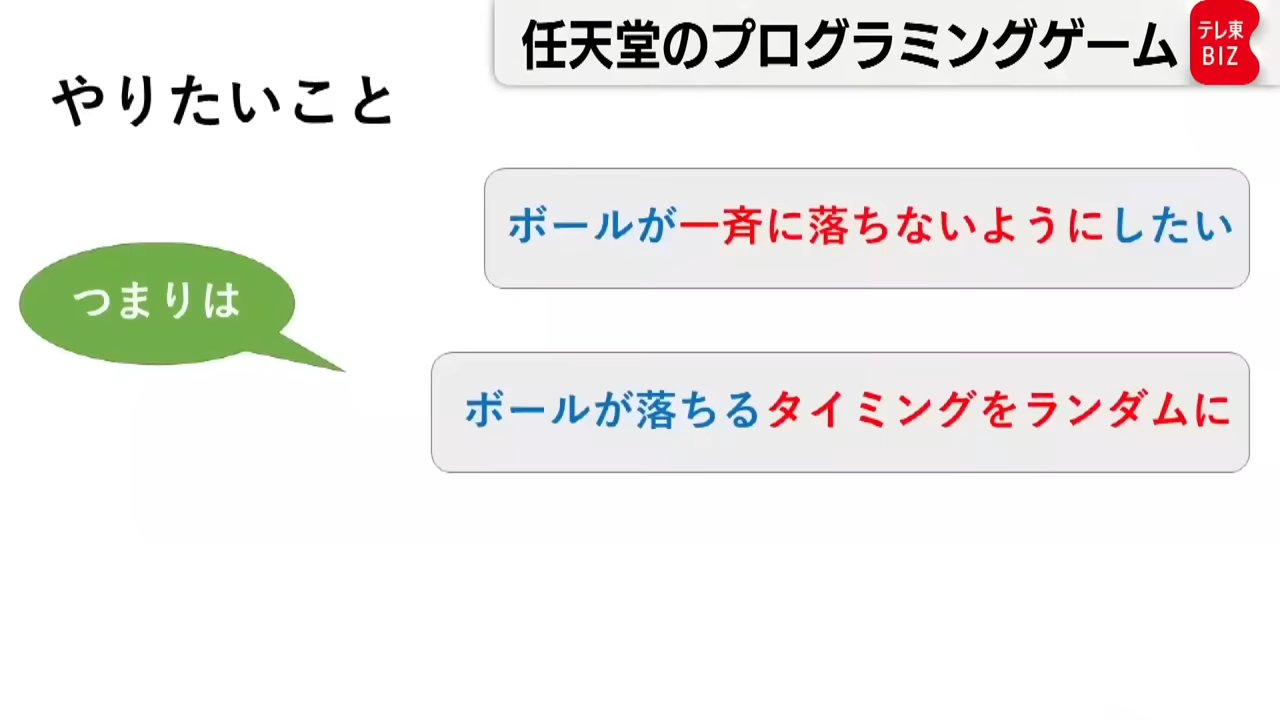 任天堂のプログラミングゲーム
テレ東
BIZ
やりたいこと
ボールが一斉に落ちないようにしたい
つまりは
ボールが落ちるタイミングをランダムに